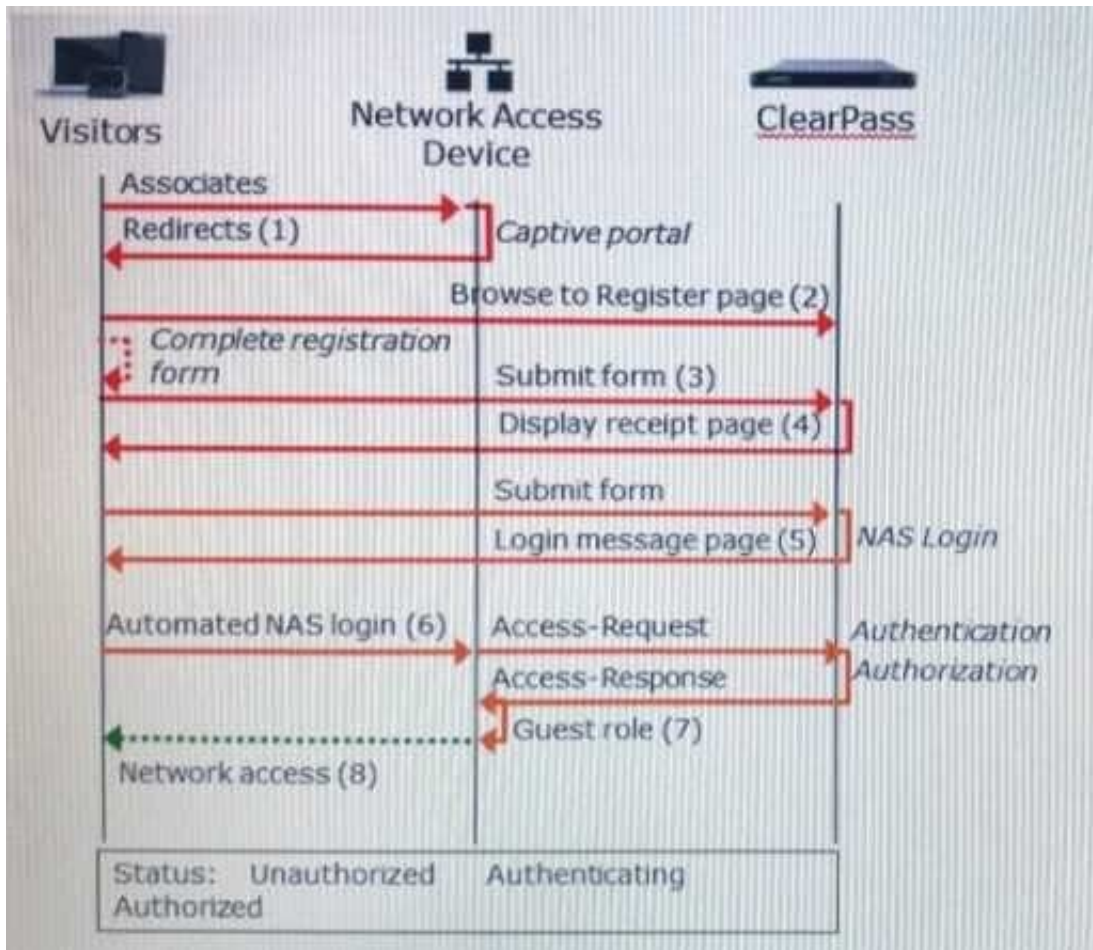 Visitors
Network Access
Device
ClearPass
Associates
Redirects (1)
Captive portal
Browse to Register page (2)
Complete registration
form
Submit form (3)
Display receipt page (4)
Submit form
Login message page (5)
NAS Login
Automated NAS login (6)
Access-Request
Authentication
Access-Response
Authorization
Guest role (7)
Network access (8)
Status: Unauthorized Authenticating
Authorized